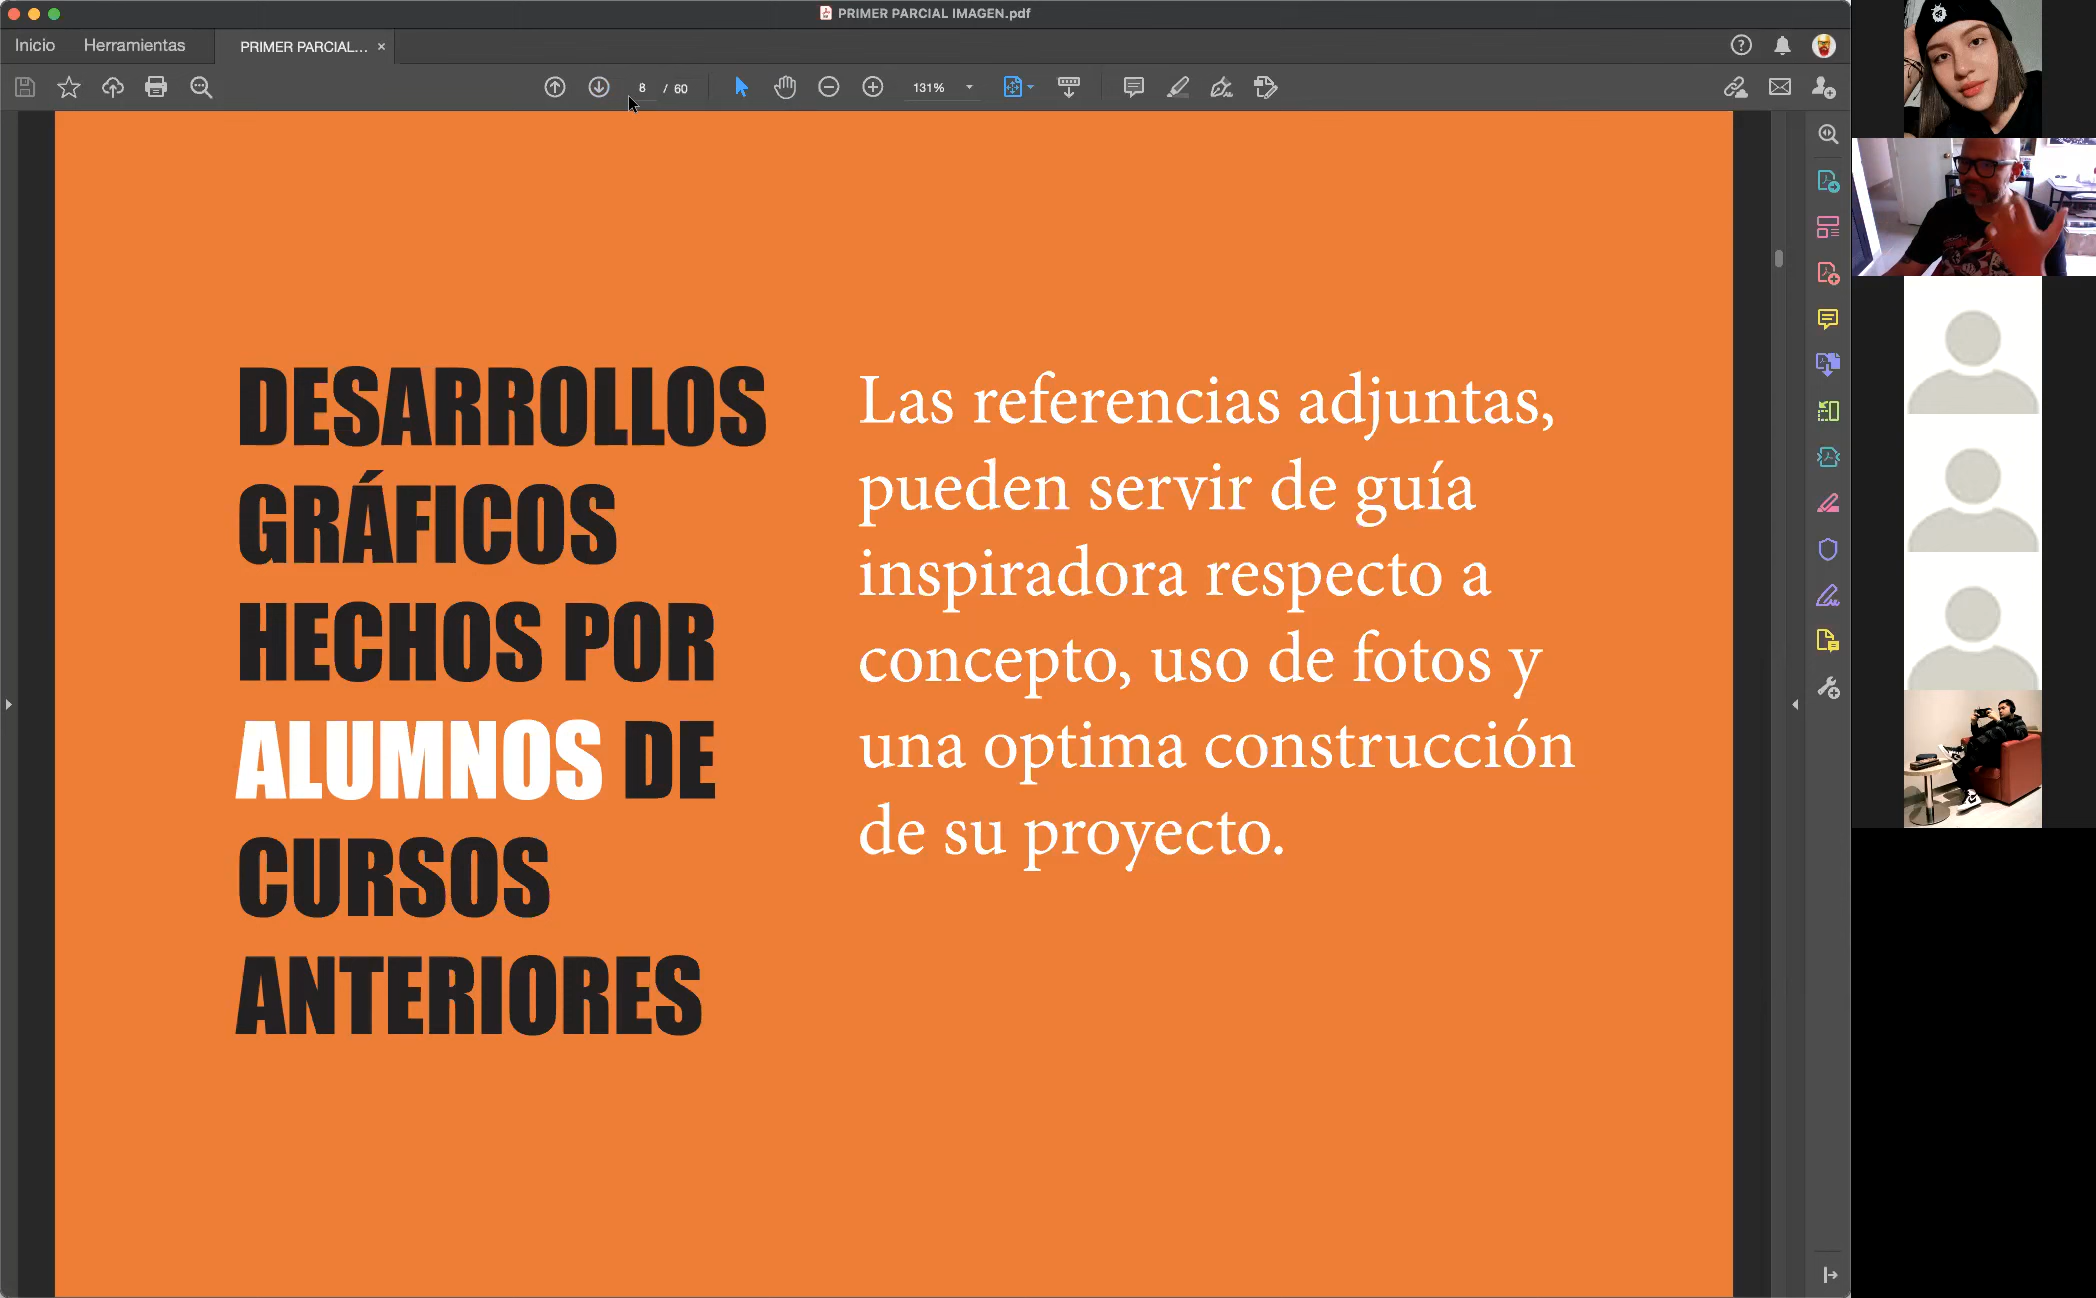 PRIMER PARCIAL IMAGEN.pdf
Inicio
Herramientas
PRIMER PARCIAL... ×
8 / 60
131%
DESARROLLOS
GRÁFICOS
HECHOS POR
ALUMNOS DE
CURSOS
ANTERIORES
Las referencias adjuntas,
pueden servir de guía
inspiradora respecto a
concepto, uso de fotos y
una optima construcción
de su proyecto.